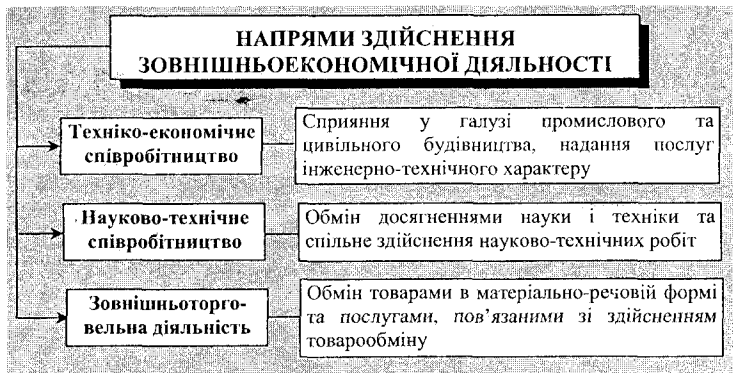 НАПРЯМИ ЗДІЙСНЕННЯ
ЗОВНІШНЬОЕКОНОМІЧНОЇ ДІЯЛЬНОСТІ
Техніко-економічне
співробітництво
Сприяння у галузі промислового та
цивільного будівництва, надання послуг
інженерно-технічного характеру
Науково-технічне
співробітництво
Обмін досягненнями науки і техніки та
спільне здійснення науково-технічних робіт
Зовнішньоторго-
вельна діяльність
Обмін товарами в матеріально-речовій формі
та послугами, пов’язаними зі здійсненням
товарообміну